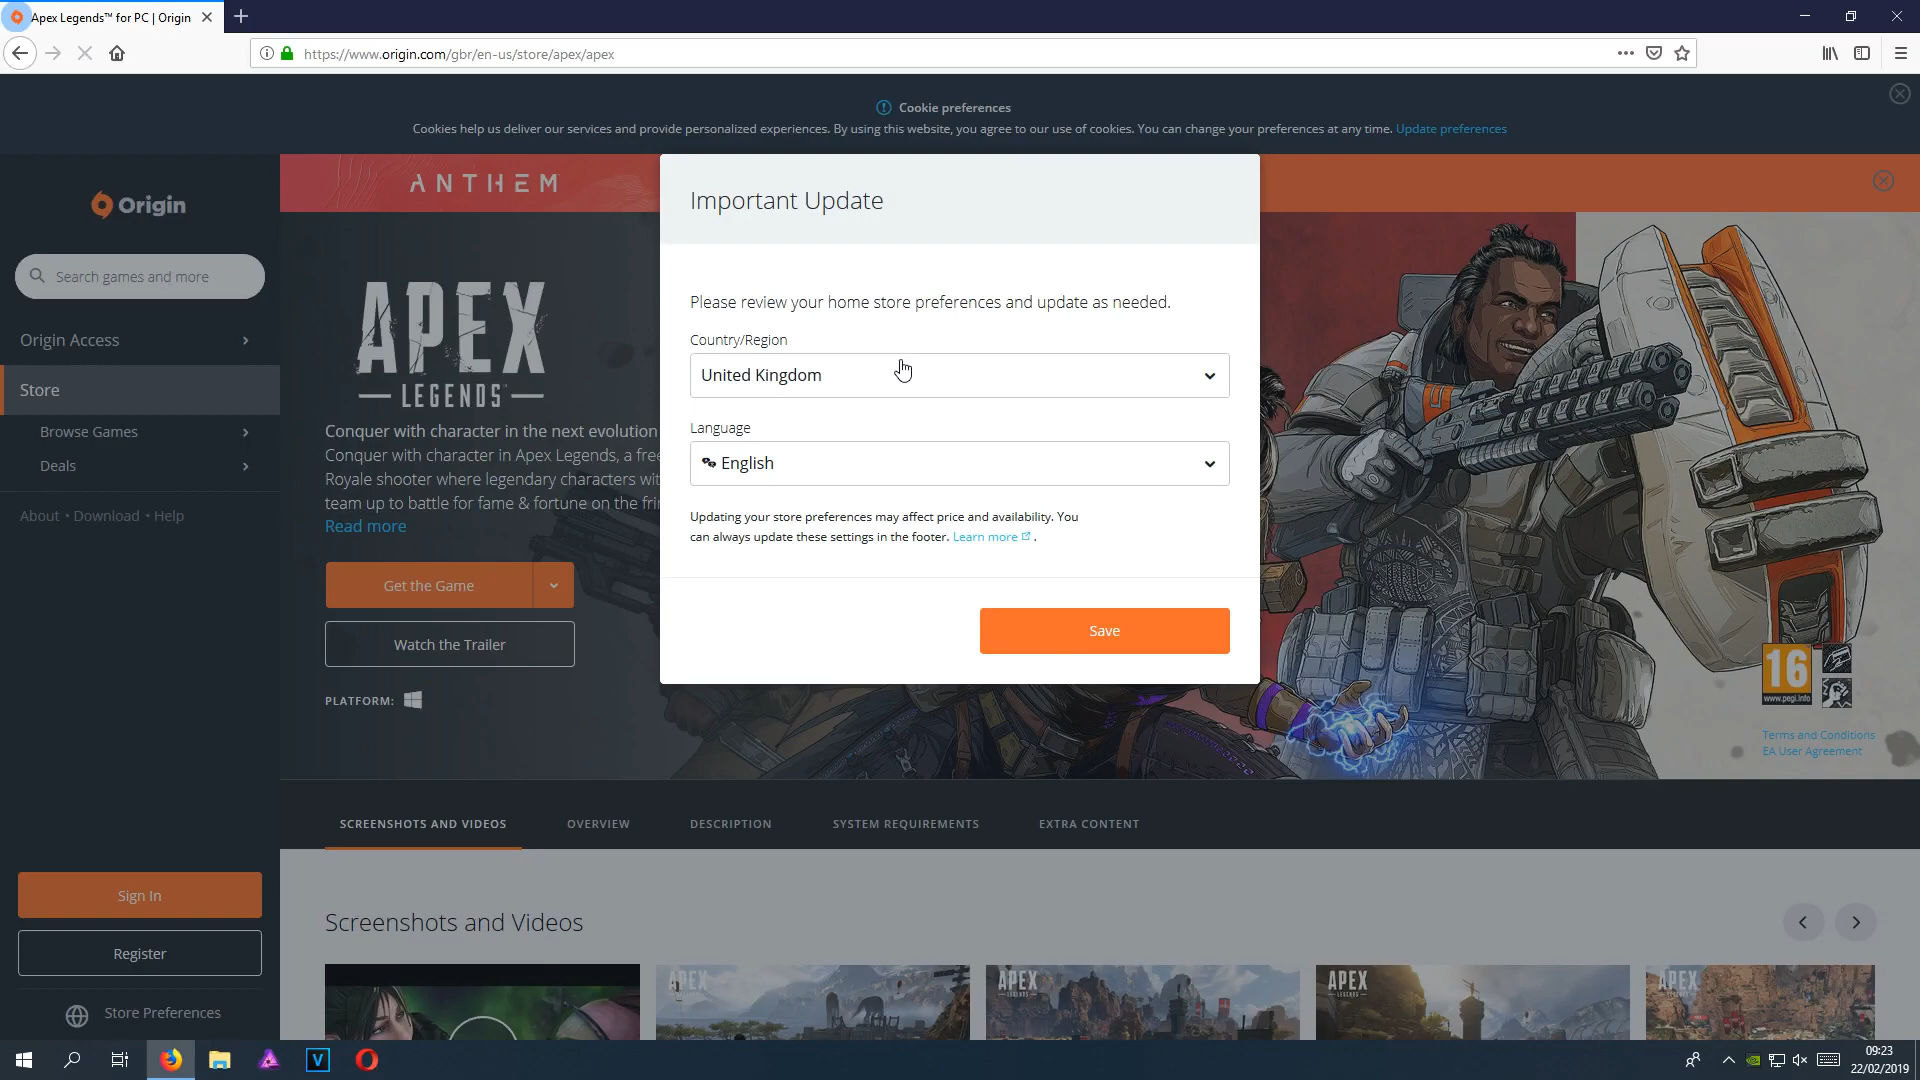 Apex Legends™ for PC | Origin
https://www.origin.com/gbr/en-us/store/apex/apex
Cookie preferences
Cookies help us deliver our services and provide personalized experiences. By using this website, you agree to our use of cookies. You can change your preferences at any time. Update preferences
Origin
Search games and more
Origin Access
Store
Browse Games
Deals
About • Download • Help
Sign In
Register
Store Preferences
ANTHEM
APEX
LEGENDS
Conquer with character in the next evolution
Conquer with character in Apex Legends, a free
Royale shooter where legendary characters wit
team up to battle for fame & fortune on the frin
Read more
Get the Game
Watch the Trailer
PLATFORM:
Important Update
Please review your home store preferences and update as needed.
Country/Region
United Kingdom
Language
English
Updating your store preferences may affect price and availability. You
can always update these settings in the footer. Learn more .
Save
16
www.pegi.info
Terms and Conditions
EA User Agreement
SCREENSHOTS AND VIDEOS
OVERVIEW
DESCRIPTION
SYSTEM REQUIREMENTS
EXTRA CONTENT
Screenshots and Videos
APEX
LEGENDS
APEX
LEGENDS
APEX
LEGENDS
APEX
LEGENDS
V
09:23
22/02/2019